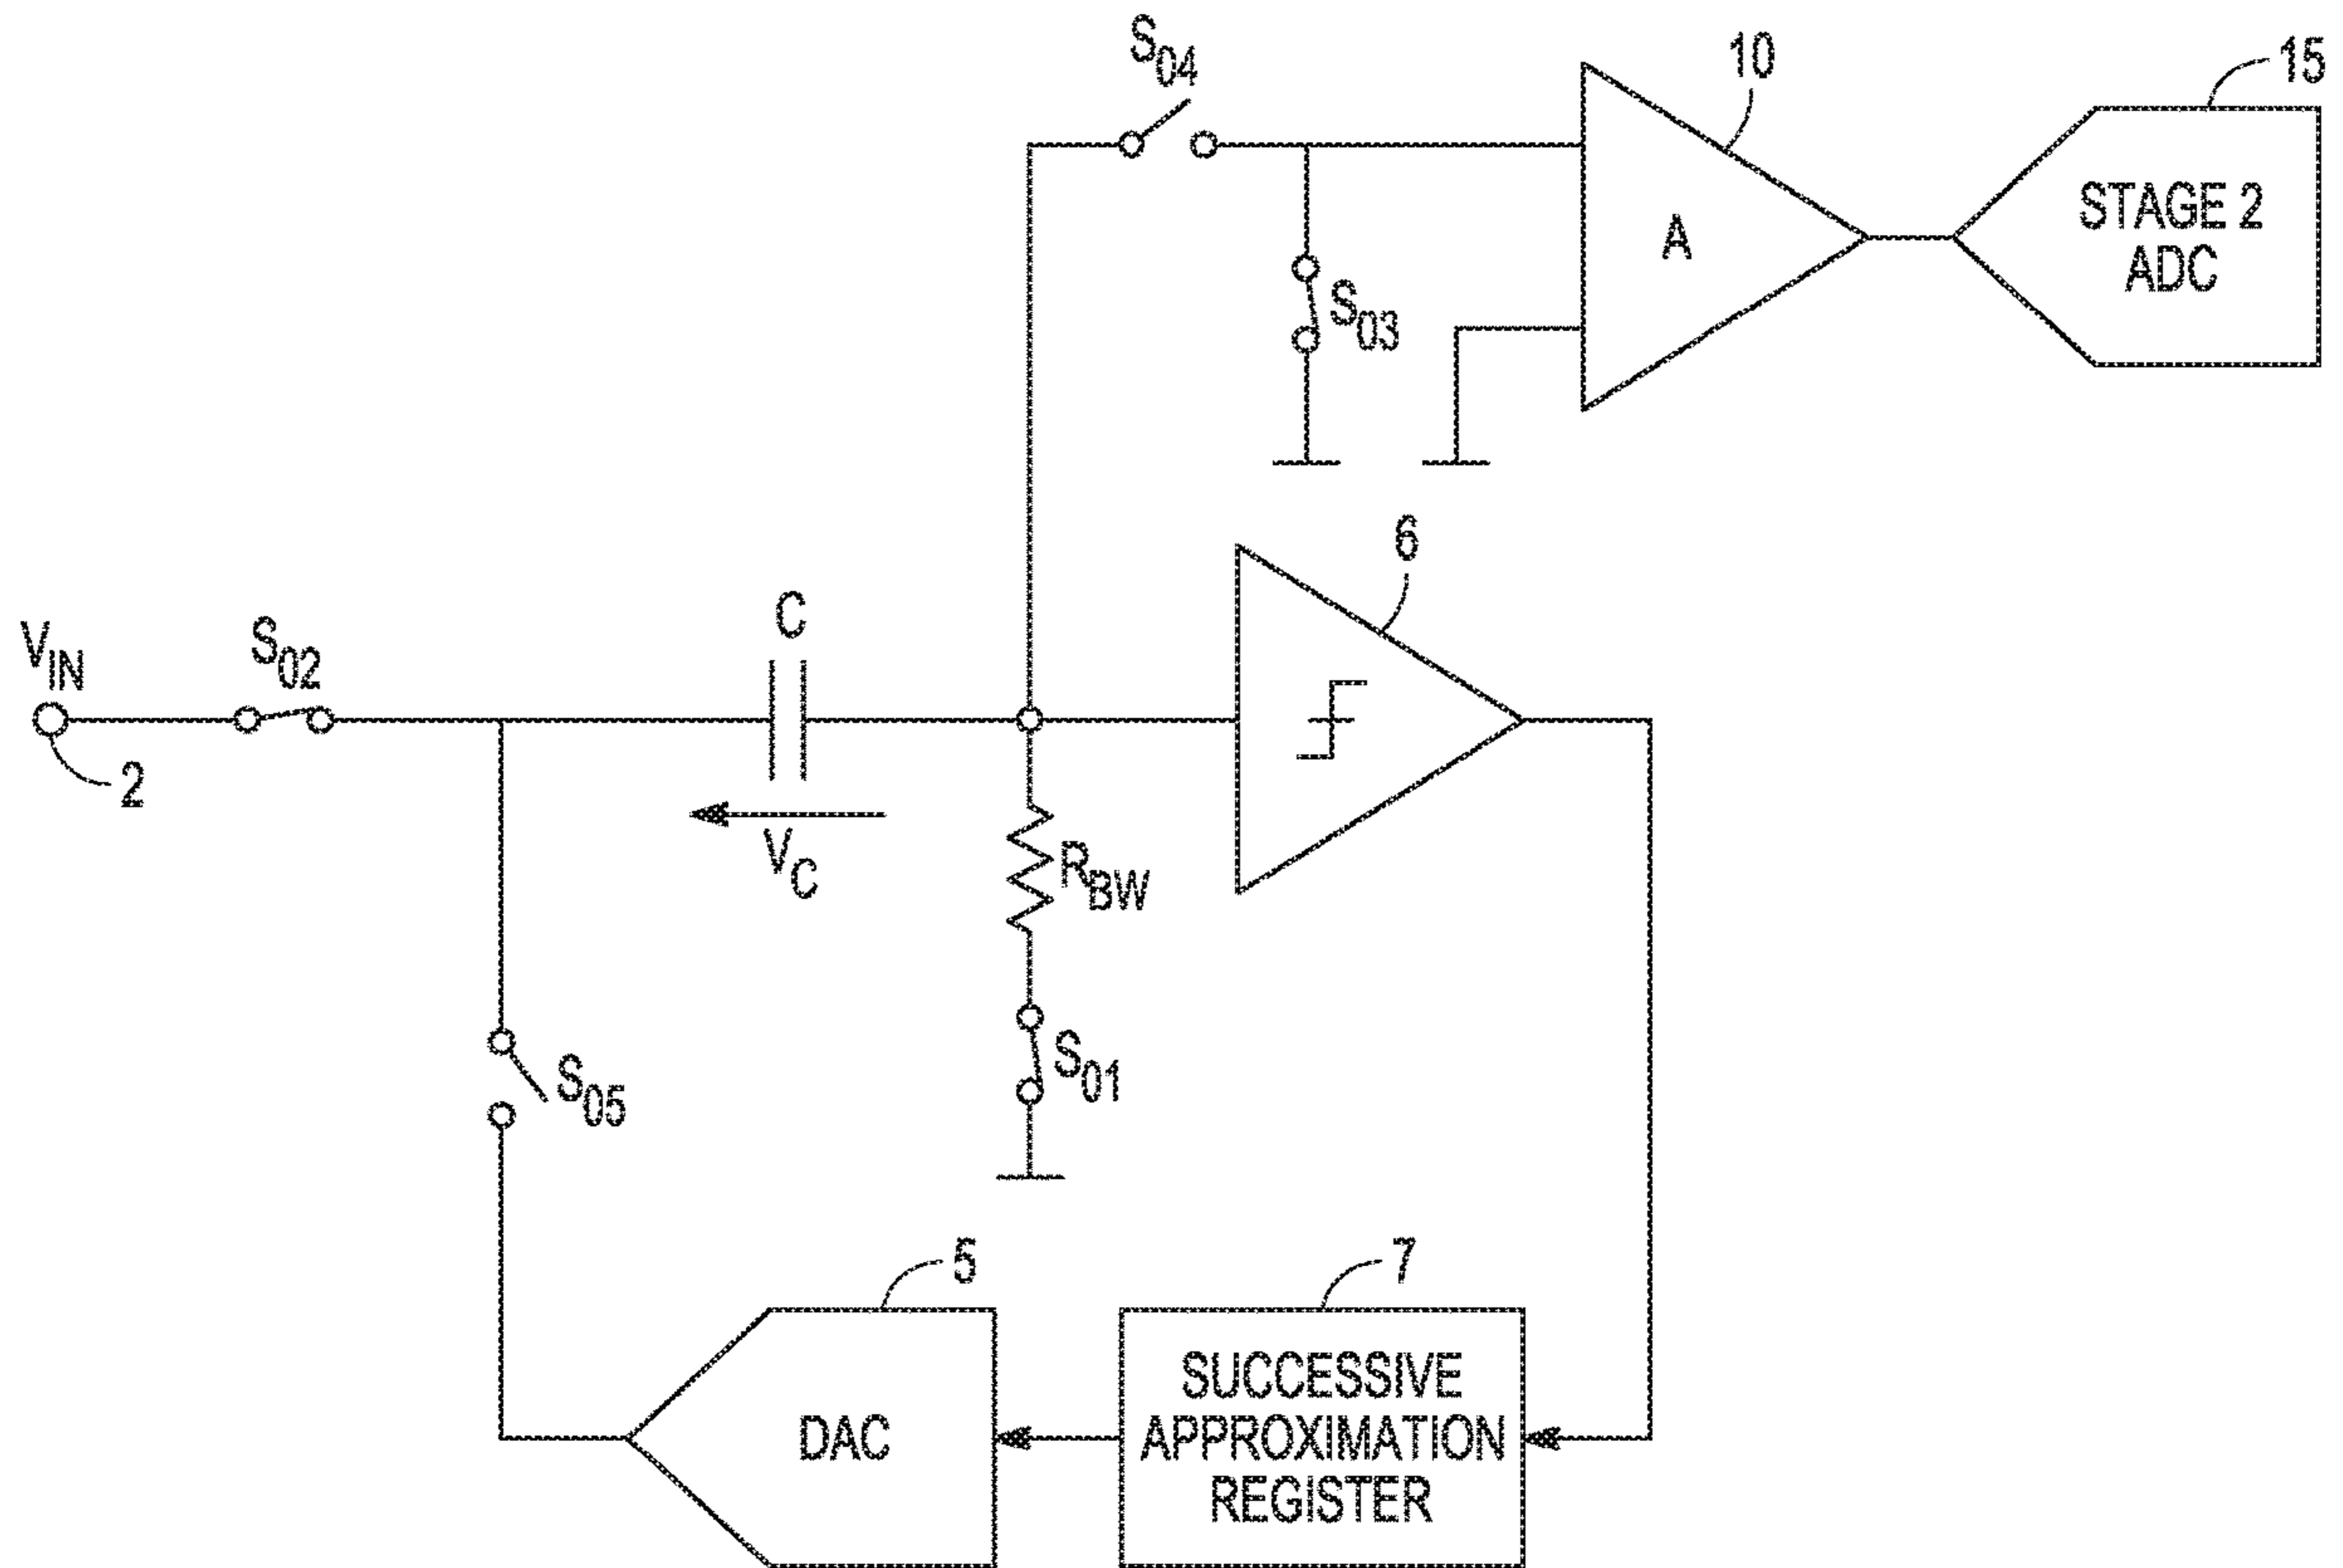 S04
10
15
A
STAGE 2
ADC
S03
6
C
VIN
S02
2
VC
RBW
S01
S05
5
7
DAC
SUCCESSIVE
APPROXIMATION
REGISTER